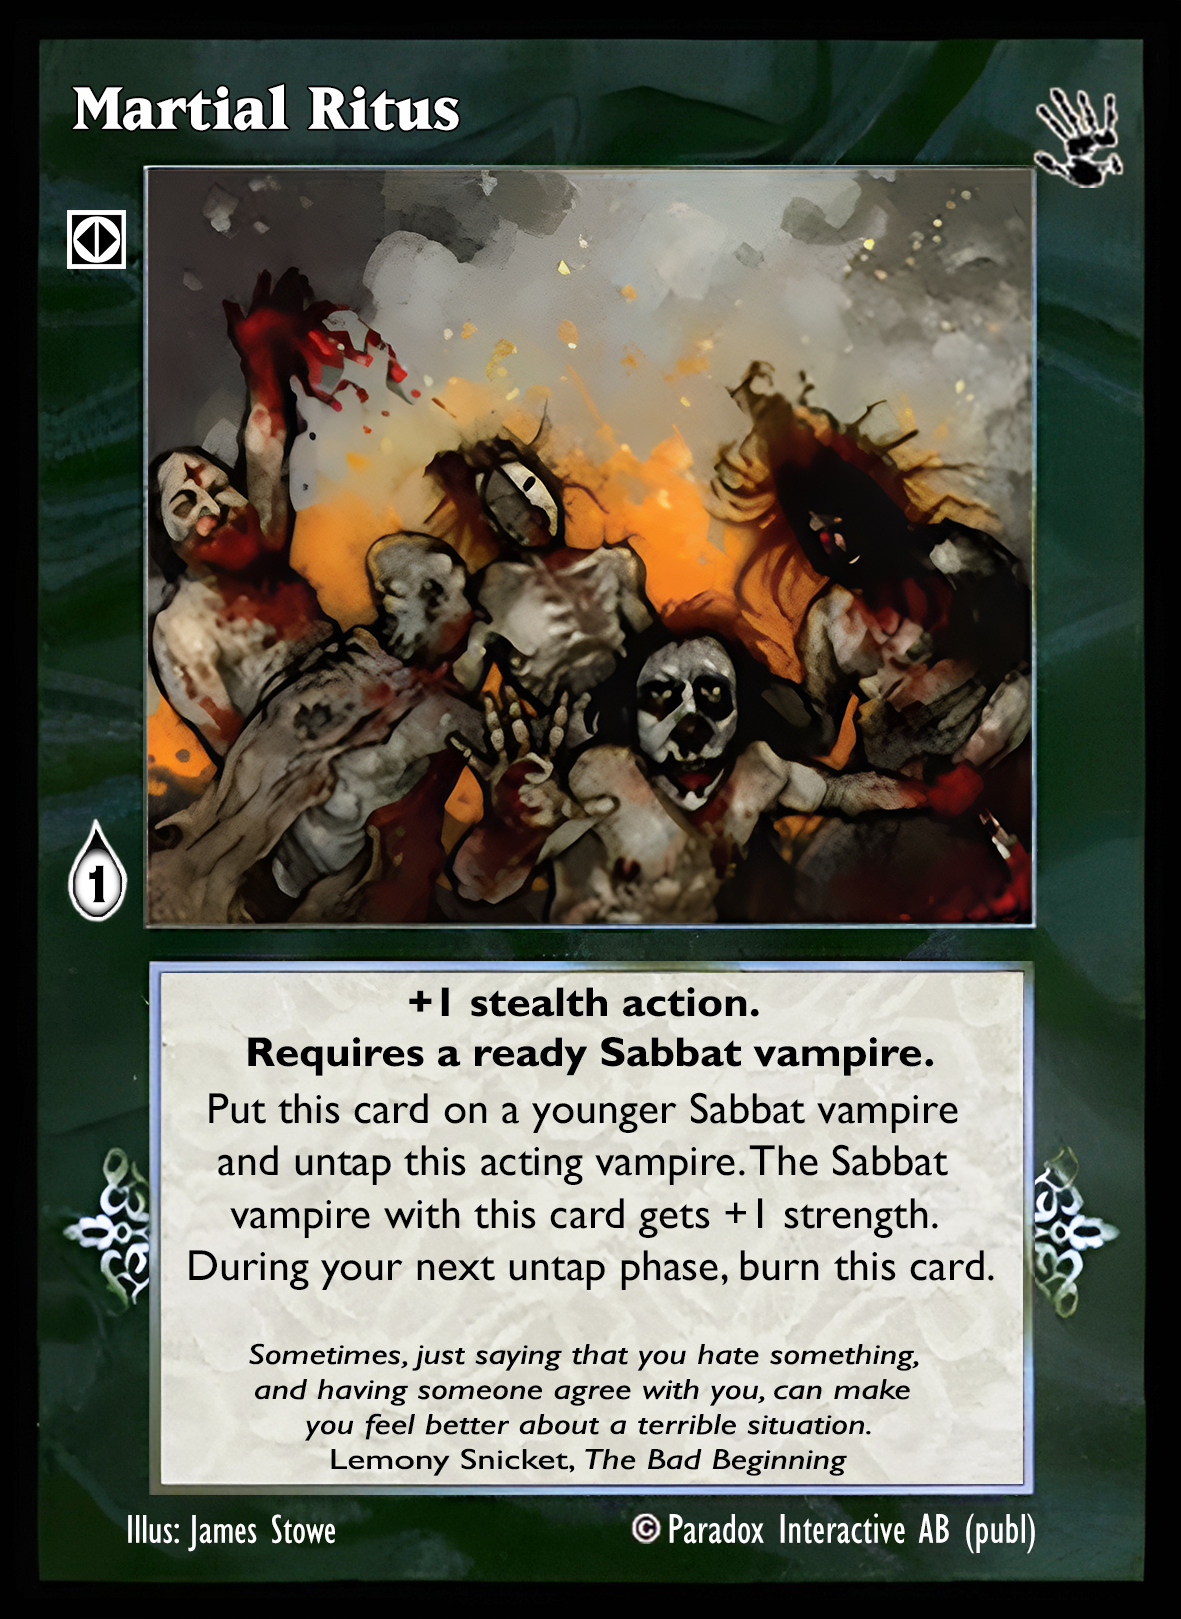 Martial Ritus
1
+1 stealth action.
Requires a ready Sabbat vampire.
Put this card on a younger Sabbat vampire
and untap this acting vampire. The Sabbat
vampire with this card gets +1 strength.
During your next untap phase, burn this card.
Sometimes, just saying that you hate something,
and having someone agree with you, can make
you feel better about a terrible situation.
Lemony Snicket, The Bad Beginning
Illus: James Stowe
© Paradox Interactive AB (publ)